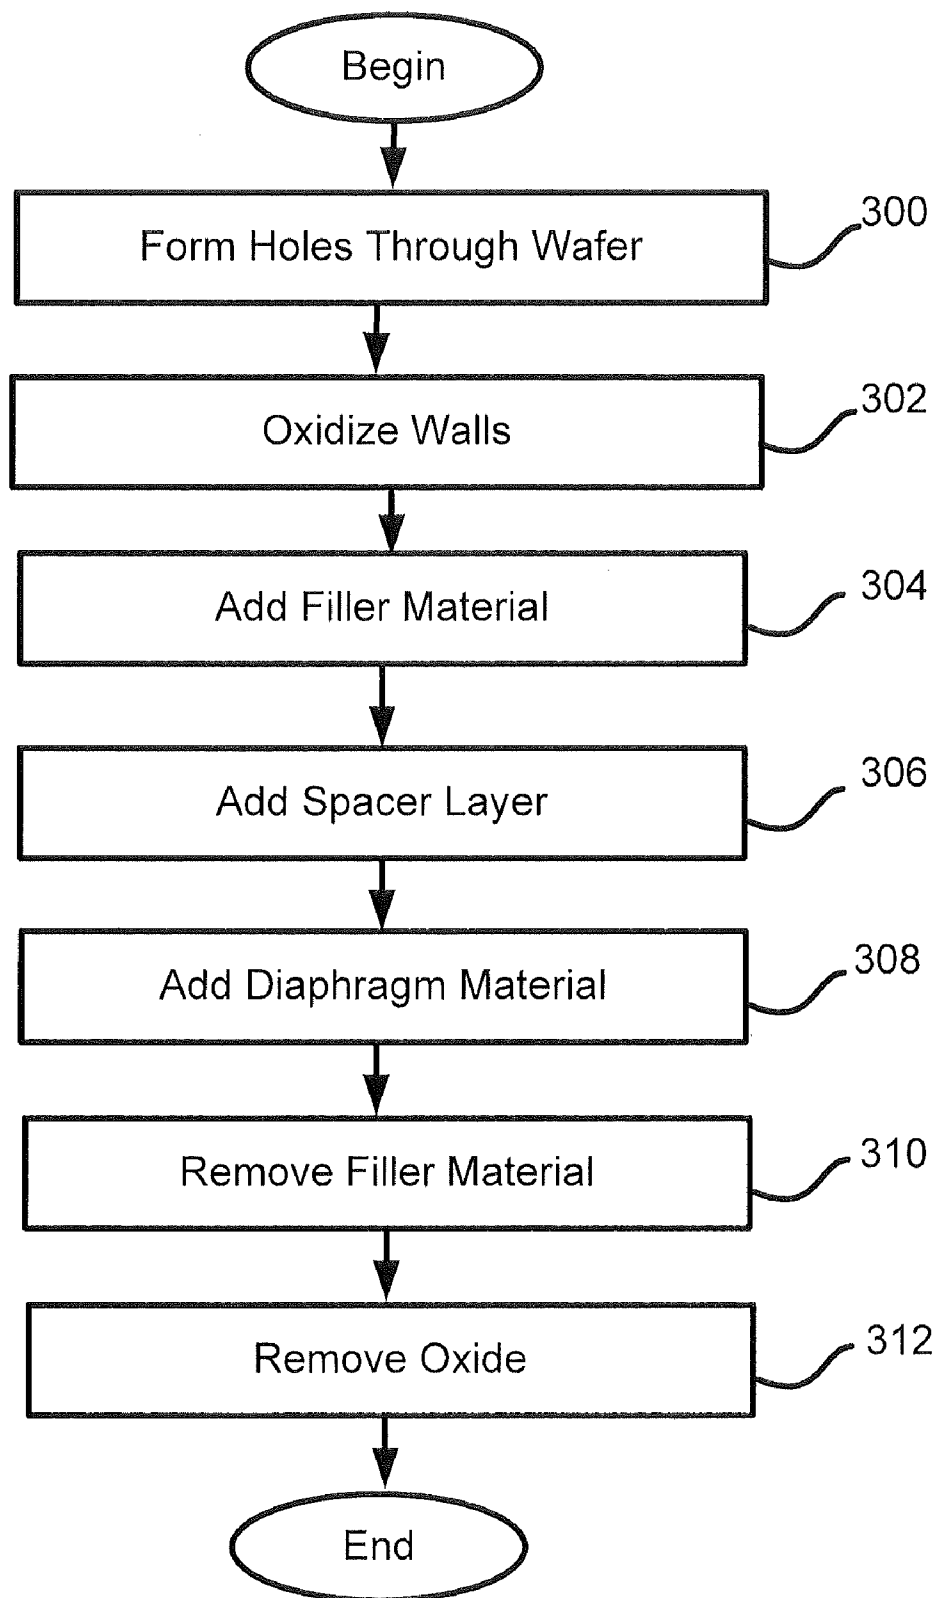 Begin
Form Holes Through Wafer
300
Oxidize Walls
302
Add Filler Material
304
Add Spacer Layer
306
Add Diaphragm Material
308
Remove Filler Material
310
Remove Oxide
312
End